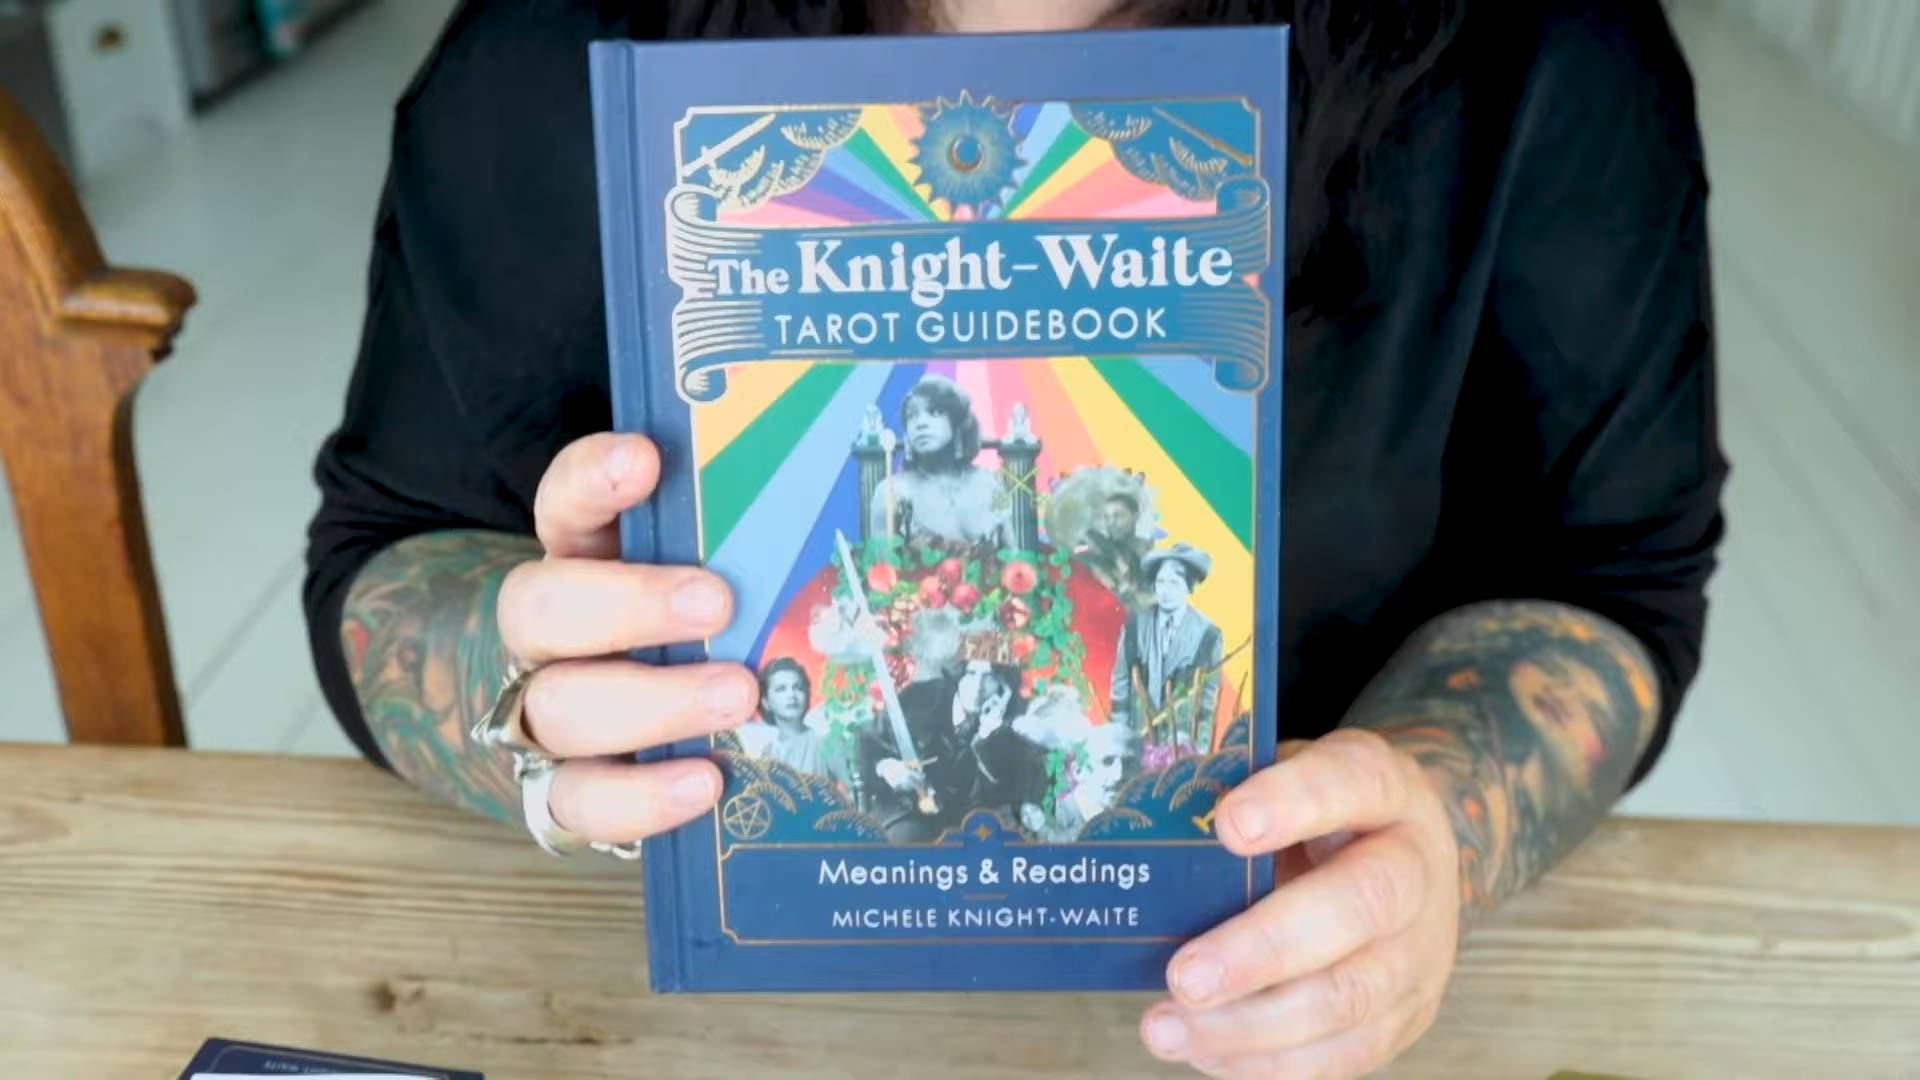 The Knight-Waite
TAROT GUIDEBOOK
Meanings & Readings
MICHELE KNIGHT-WAITE